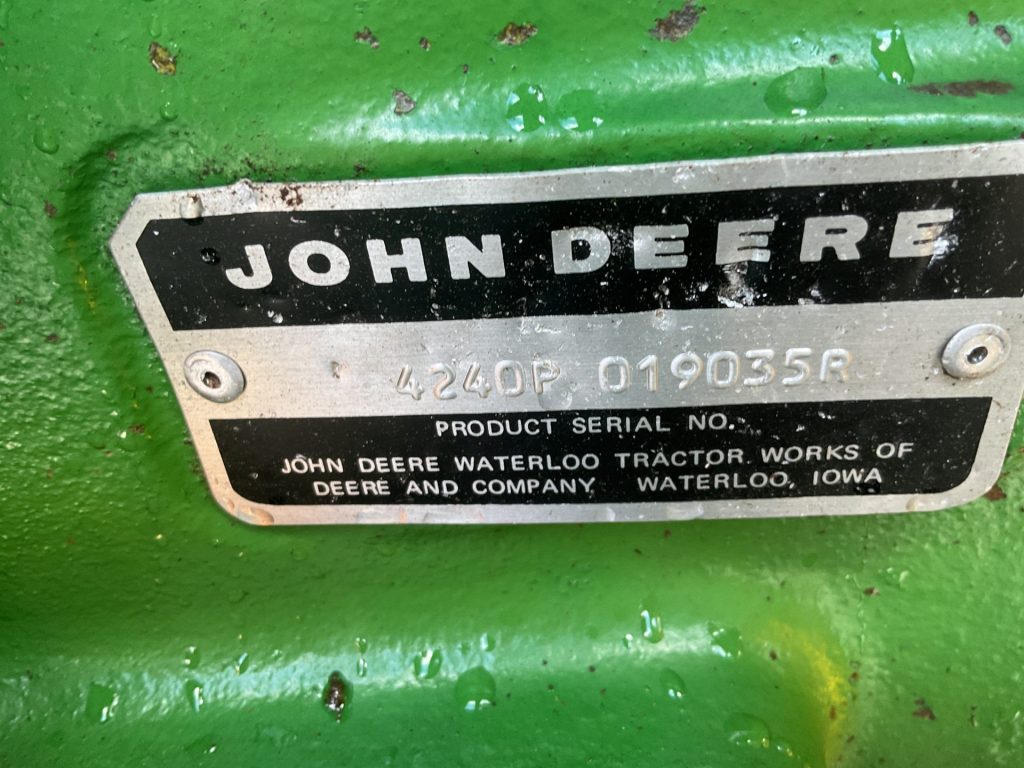 JOHN DEERE
4240P 019035R
PRODUCT SERIAL NO.
JOHN DEERE WATERLOO TRACTOR WORKS OF
DEERE AND COMPANY WATERLOO, IOWA